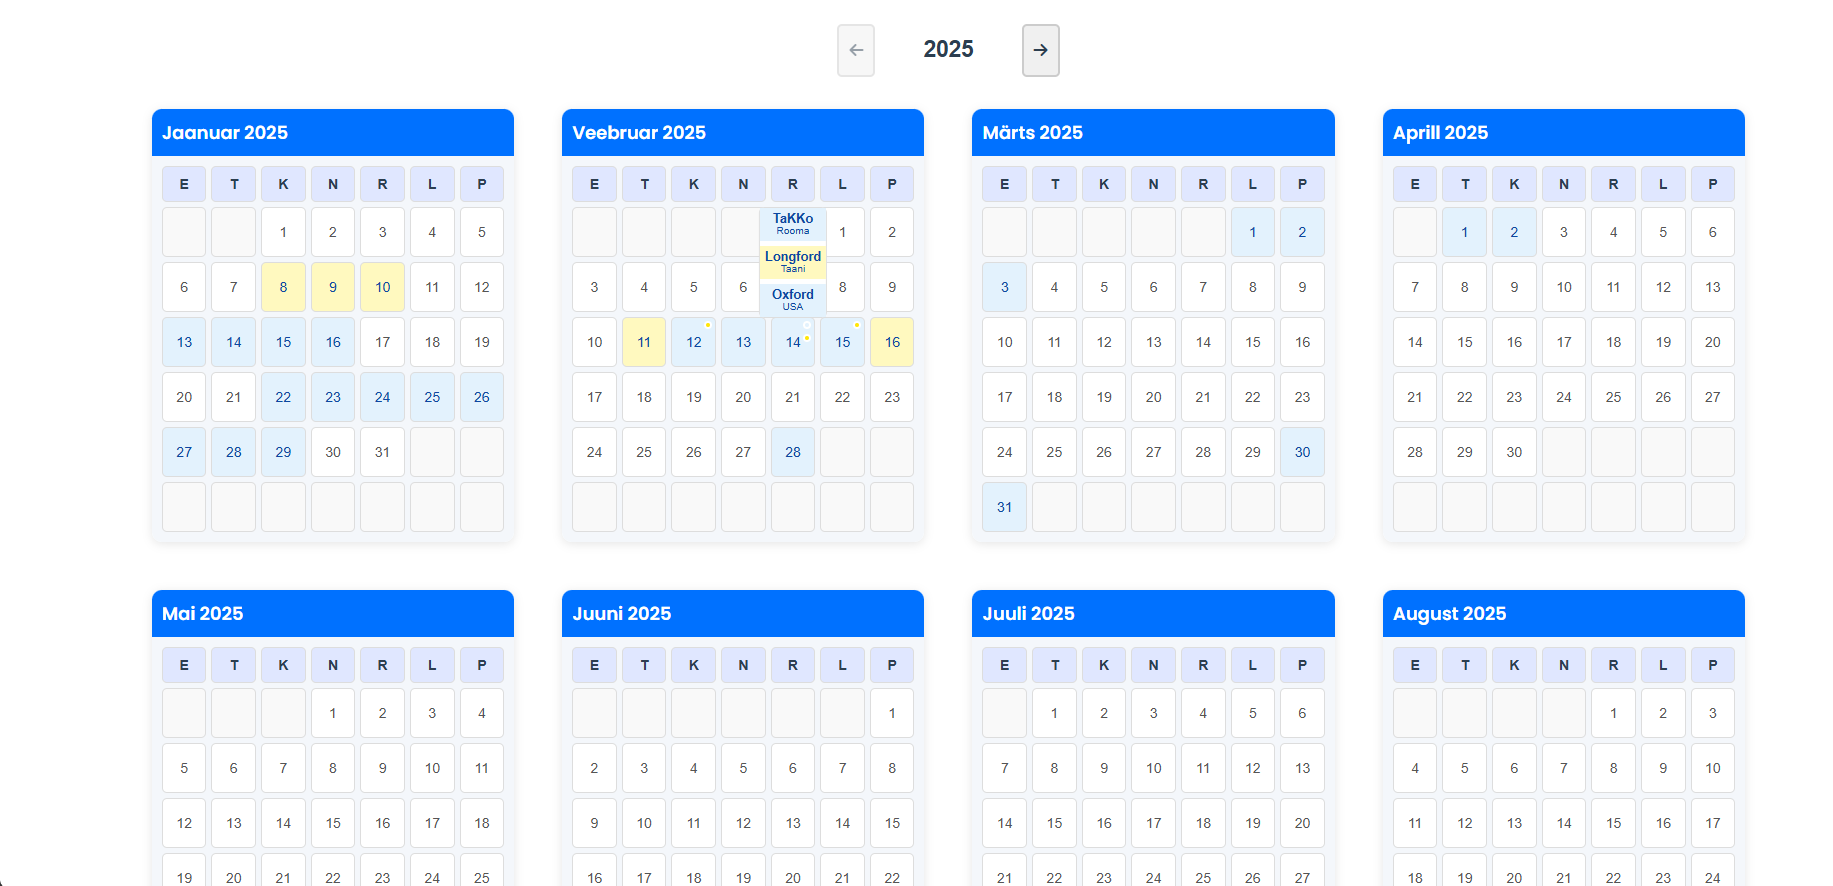 ← 2025 →
Jaanuar 2025
E T K N R L P
1 2 3 4 5
6 7 8 9 10 11 12
13 14 15 16 17 18 19
20 21 22 23 24 25 26
27 28 29 30 31
Veebruar 2025
E T K N R L P
TaKKo
Rooma
1 2
Longford
Taani
3 4 5 6 8 9
Oxford
USA
10 11 12 13 14 15 16
17 18 19 20 21 22 23
24 25 26 27 28
Märts 2025
E T K N R L P
1 2
3 4 5 6 7 8 9
10 11 12 13 14 15 16
17 18 19 20 21 22 23
24 25 26 27 28 29 30
31
Aprill 2025
E T K N R L P
1 2 3 4 5 6
7 8 9 10 11 12 13
14 15 16 17 18 19 20
21 22 23 24 25 26 27
28 29 30
Mai 2025
E T K N R L P
1 2 3 4
5 6 7 8 9 10 11
12 13 14 15 16 17 18
19 20 21 22 23 24 25
Juuni 2025
E T K N R L P
1
2 3 4 5 6 7 8
9 10 11 12 13 14 15
16 17 18 19 20 21 22
Juuli 2025
E T K N R L P
1 2 3 4 5 6
7 8 9 10 11 12 13
14 15 16 17 18 19 20
21 22 23 24 25 26 27
August 2025
E T K N R L P
1 2 3
4 5 6 7 8 9 10
11 12 13 14 15 16 17
18 19 20 21 22 23 24